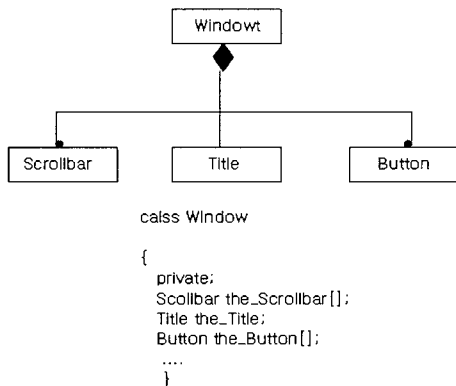 Windowt
Scrollbar
Title
Button
calss Window
{
private;
Scollbar the_Scrollbar[];
Title the_Title;
Button the_Button[];
....
}